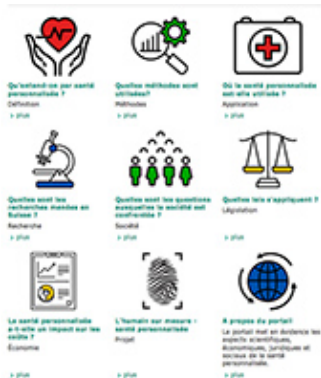 Qu'entend-on par santé
personnalisée ?
Définition
> plus
Quelles méthodes sont
utilisées?
Méthodes
> plus
Où la santé personnalisée
est-elle utilisée ?
Application
> plus
Quelles sont les
recherches menées en
Suisse ?
Recherche
> plus
Quelles sont les questions
auxquelles la société est
confrontée ?
Société
> plus
Quelles lois s'appliquent ?
Législation
> plus
La santé personnalisée
a-t-elle un impact sur les
coûts ?
Économie
> plus
L'humain sur mesure -
santé personnalisée
Projet
> plus
A propos du portail
Le portail met en évidence les
aspects scientifiques,
économiques, juridiques et
sociaux de la santé
personnalisée.
> plus